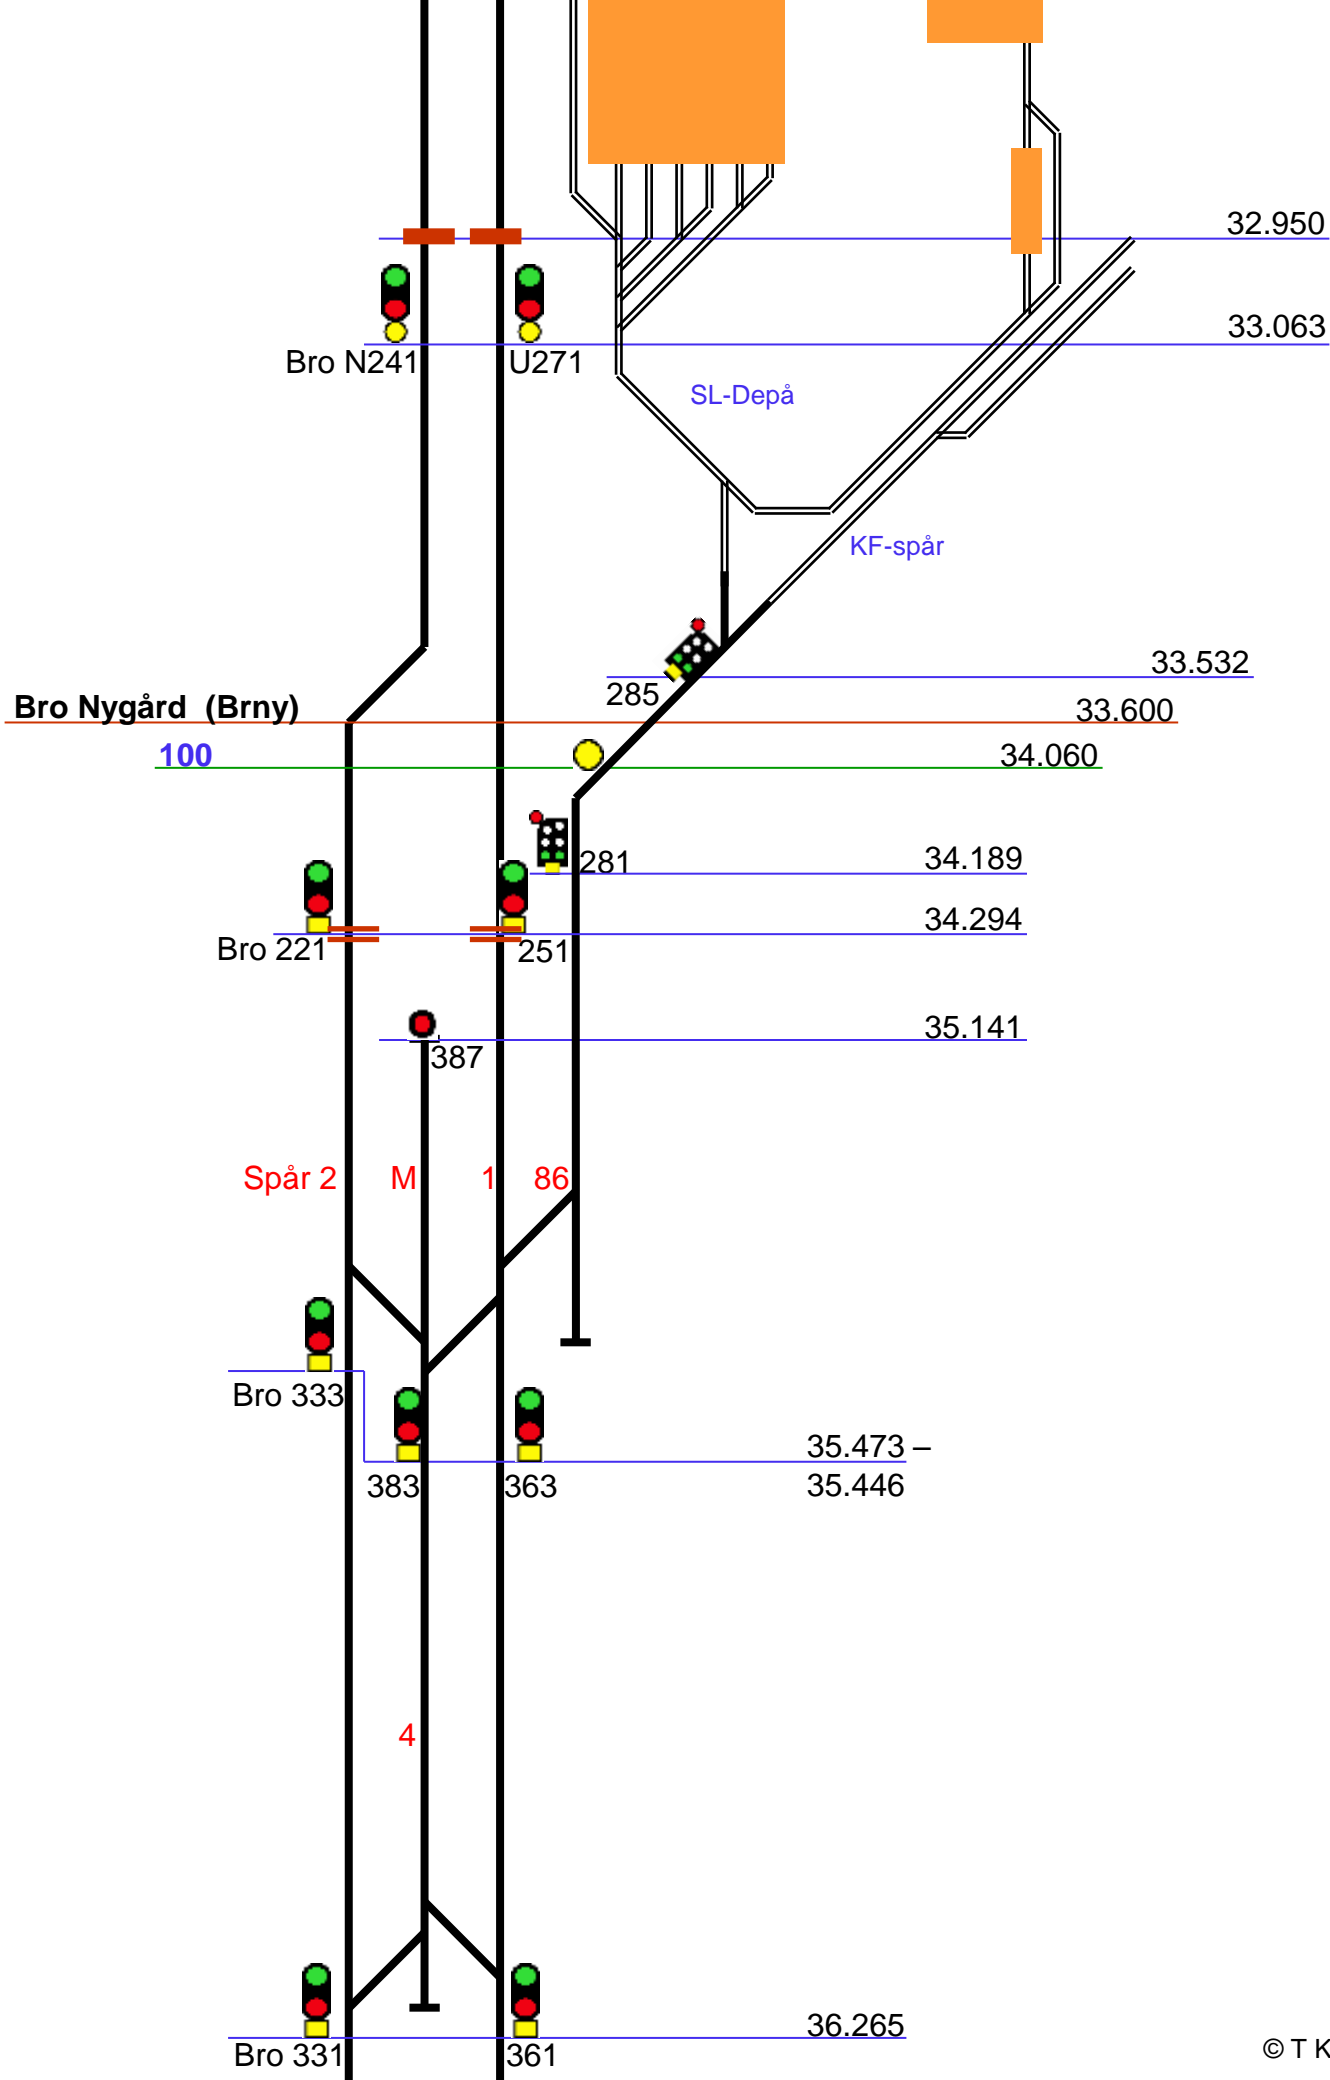 32.950
33.063
Bro N241
U271
SL-Depå
KF-spår
33.532
285
Bro Nygård (Brny)
33.600
100
34.060
281
34.189
34.294
Bro 221
251
35.141
387
Spår 2
M
1
86
Bro 333
35.473 –
383
363
35.446
4
36.265
Bro 331
361
© T K